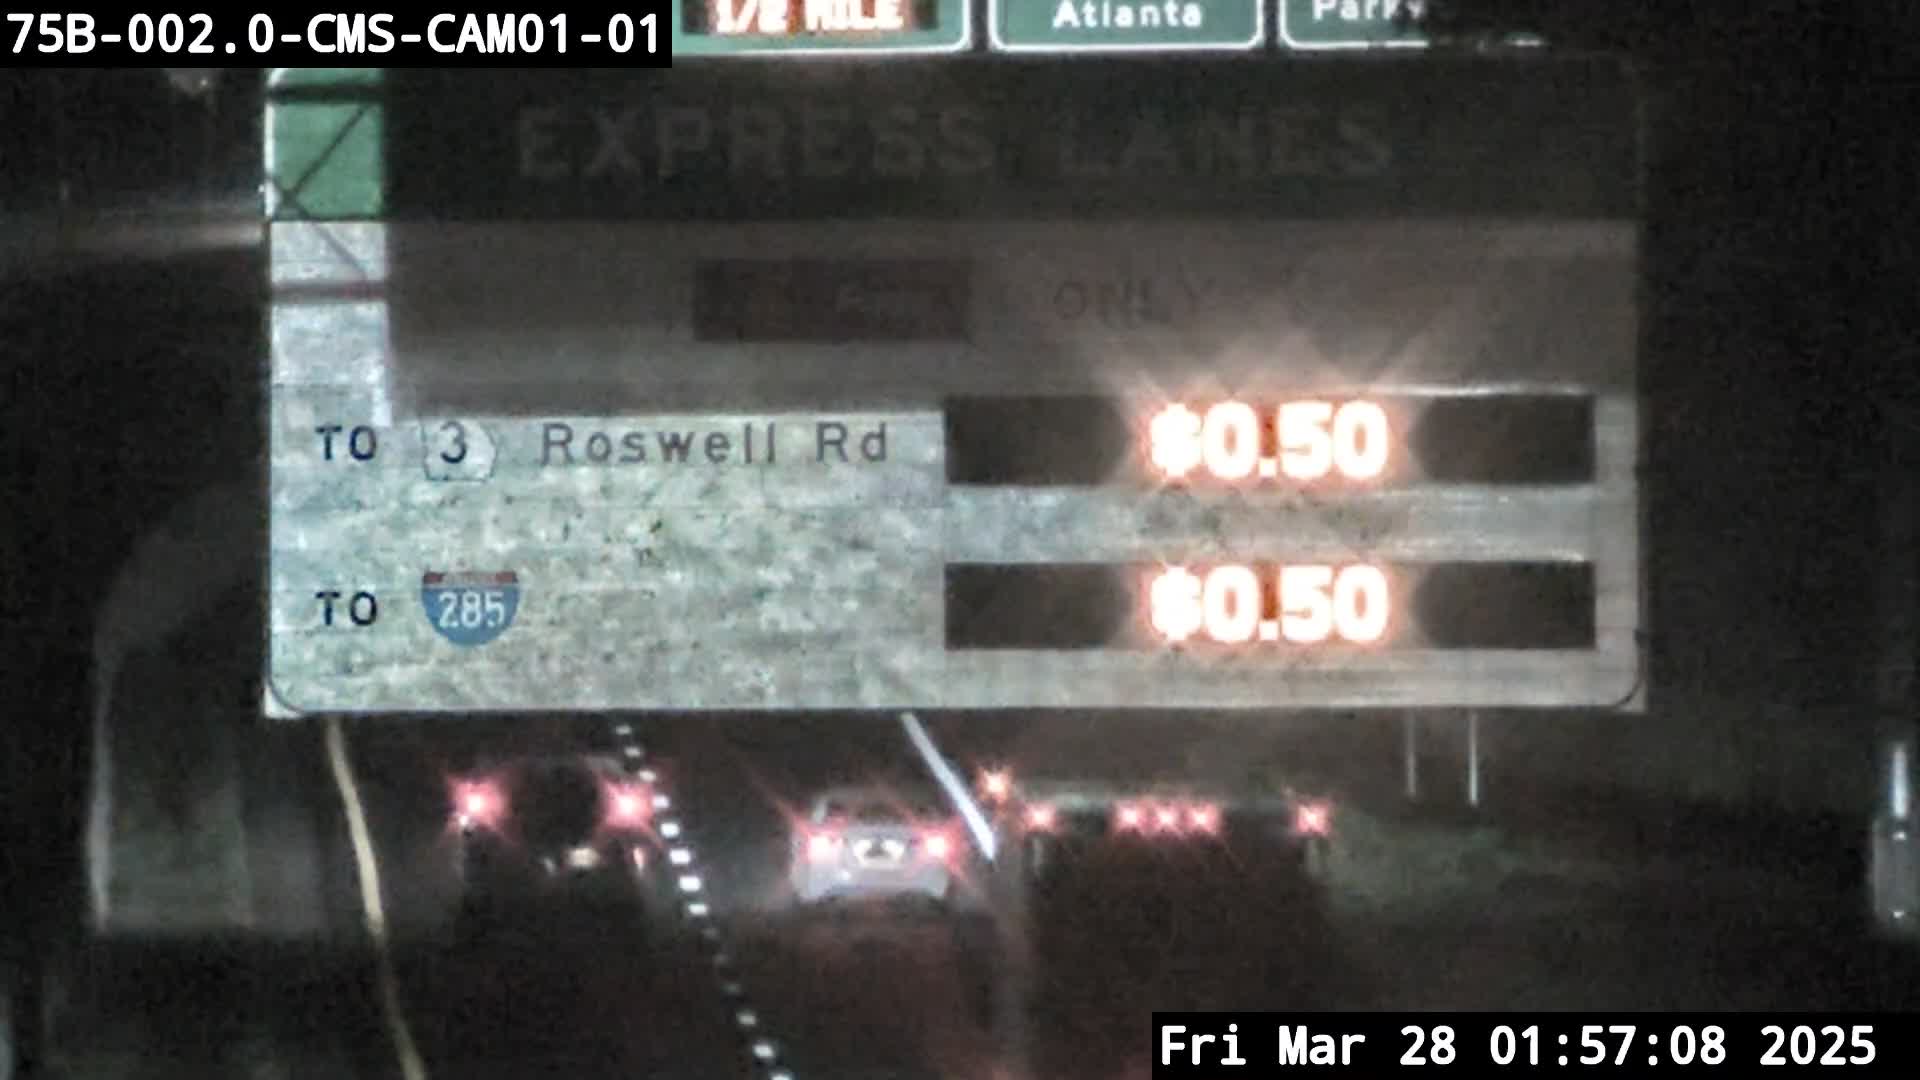 75B-002.0-CMS-CAM01-01
1/2 MILE
Atlanta
EXPRESS LANES
ONLY
TO 3 Roswell Rd $0.50
TO 285 $0.50
Fri Mar 28 01:57:08 2025